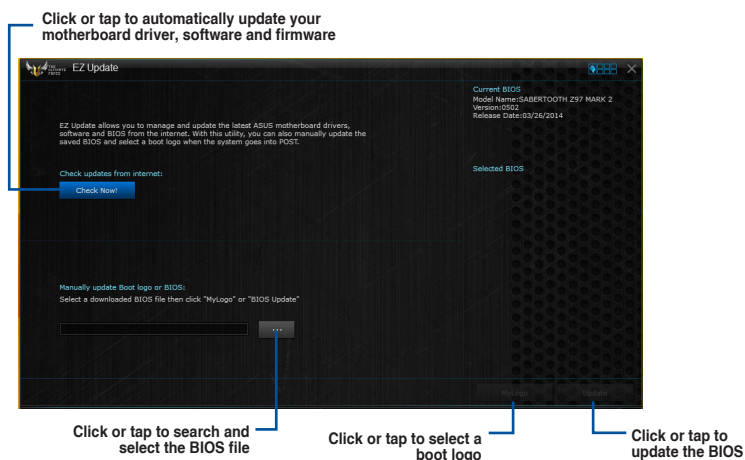 Click or tap to automatically update your
motherboard driver, software and firmware
THE
ULTIMATE
FORCE
EZ Update
Current BIOS
Model Name:SABERTOOTH Z97 MARK 2
Version:0502
Release Date:03/26/2014
EZ Update allows you to manage and update the latest ASUS motherboard drivers,
software and BIOS from the internet. With this utility, you can also manually update the
saved BIOS and select a boot logo when the system goes into POST.
Check updates from internet:
Selected BIOS
Check Now!
Manually update Boot logo or BIOS:
Select a downloaded BIOS file then click "MyLogo" or "BIOS Update"
...
MyLogo
Update
Click or tap to search and
select the BIOS file
Click or tap to select a
boot logo
Click or tap to
update the BIOS